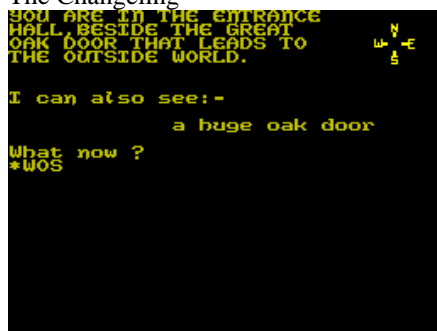 The Changeling
YOU ARE IN THE ENTRANCE
HALL,BESIDE THE GREAT
OAK DOOR THAT LEADS TO
THE OUTSIDE WORLD.
N
W E
S
I can also see:-
a huge oak door
What now ?
*WOS